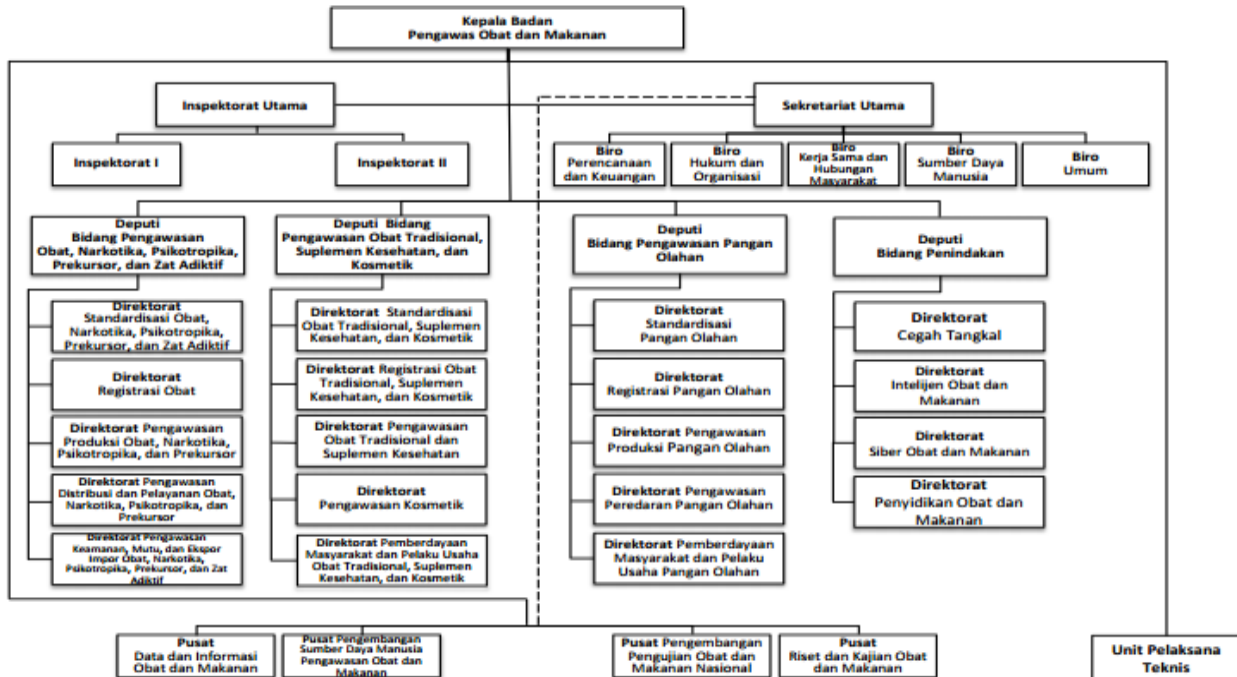 Kepala Badan
Pengawas Obat dan Makanan
Inspektorat Utama
Sekretariat Utama
Inspektorat I
Inspektorat II
Biro
Perencanaan
dan Keuangan
Biro
Hukum dan
Organisasi
Biro
Kerja Sama dan
Hubungan
Masyarakat
Biro
Sumber Daya
Manusia
Biro
Umum
Deputi
Bidang Pengawasan
Obat, Narkotika, Psikotropika,
Prekursor, dan Zat Adiktif
Deputi Bidang
Pengawasan Obat Tradisional,
Suplemen Kesehatan, dan
Kosmetik
Deputi
Bidang Pengawasan Pangan
Olahan
Deputi
Bidang Penindakan
Direktorat
Standardisasi Obat,
Narkotika, Psikotropika,
Prekursor, dan Zat Adiktif
Direktorat
Registrasi Obat
Direktorat Pengawasan
Produksi Obat, Narkotika,
Psikotropika, dan Prekursor
Direktorat Pengawasan
Distribusi dan Pelayanan Obat,
Narkotika, Psikotropika, dan
Prekursor
Direktorat Pengawasan
Keamanan, Mutu, dan Ekspor
Impor Obat, Narkotika,
Psikotropika, Prekursor, dan Zat
Adiktif
Direktorat Standardisasi
Obat Tradisional, Suplemen
Kesehatan, dan Kosmetik
Direktorat Registrasi Obat
Tradisional, Suplemen
Kesehatan, dan Kosmetik
Direktorat Pengawasan
Obat Tradisional dan
Suplemen Kesehatan
Direktorat
Pengawasan Kosmetik
Direktorat Pemberdayaan
Masyarakat dan Pelaku Usaha
Obat Tradisional, Suplemen
Kesehatan, dan Kosmetik
Direktorat
Standardisasi
Pangan Olahan
Direktorat
Registrasi Pangan Olahan
Direktorat Pengawasan
Produksi Pangan Olahan
Direktorat Pengawasan
Peredaran Pangan Olahan
Direktorat Pemberdayaan
Masyarakat dan Pelaku
Usaha Pangan Olahan
Direktorat
Cegah Tangkal
Direktorat
Intelijen Obat dan
Makanan
Direktorat
Siber Obat dan Makanan
Direktorat
Penyidikan Obat dan
Makanan
Pusat
Data dan Informasi
Obat dan Makanan
Pusat Pengembangan
Sumber Daya Manusia
Pengawasan Obat dan
Makanan
Pusat Pengembangan
Pengujian Obat dan
Makanan Nasional
Pusat
Riset dan Kajian Obat
dan Makanan
Unit Pelaksana
Teknis